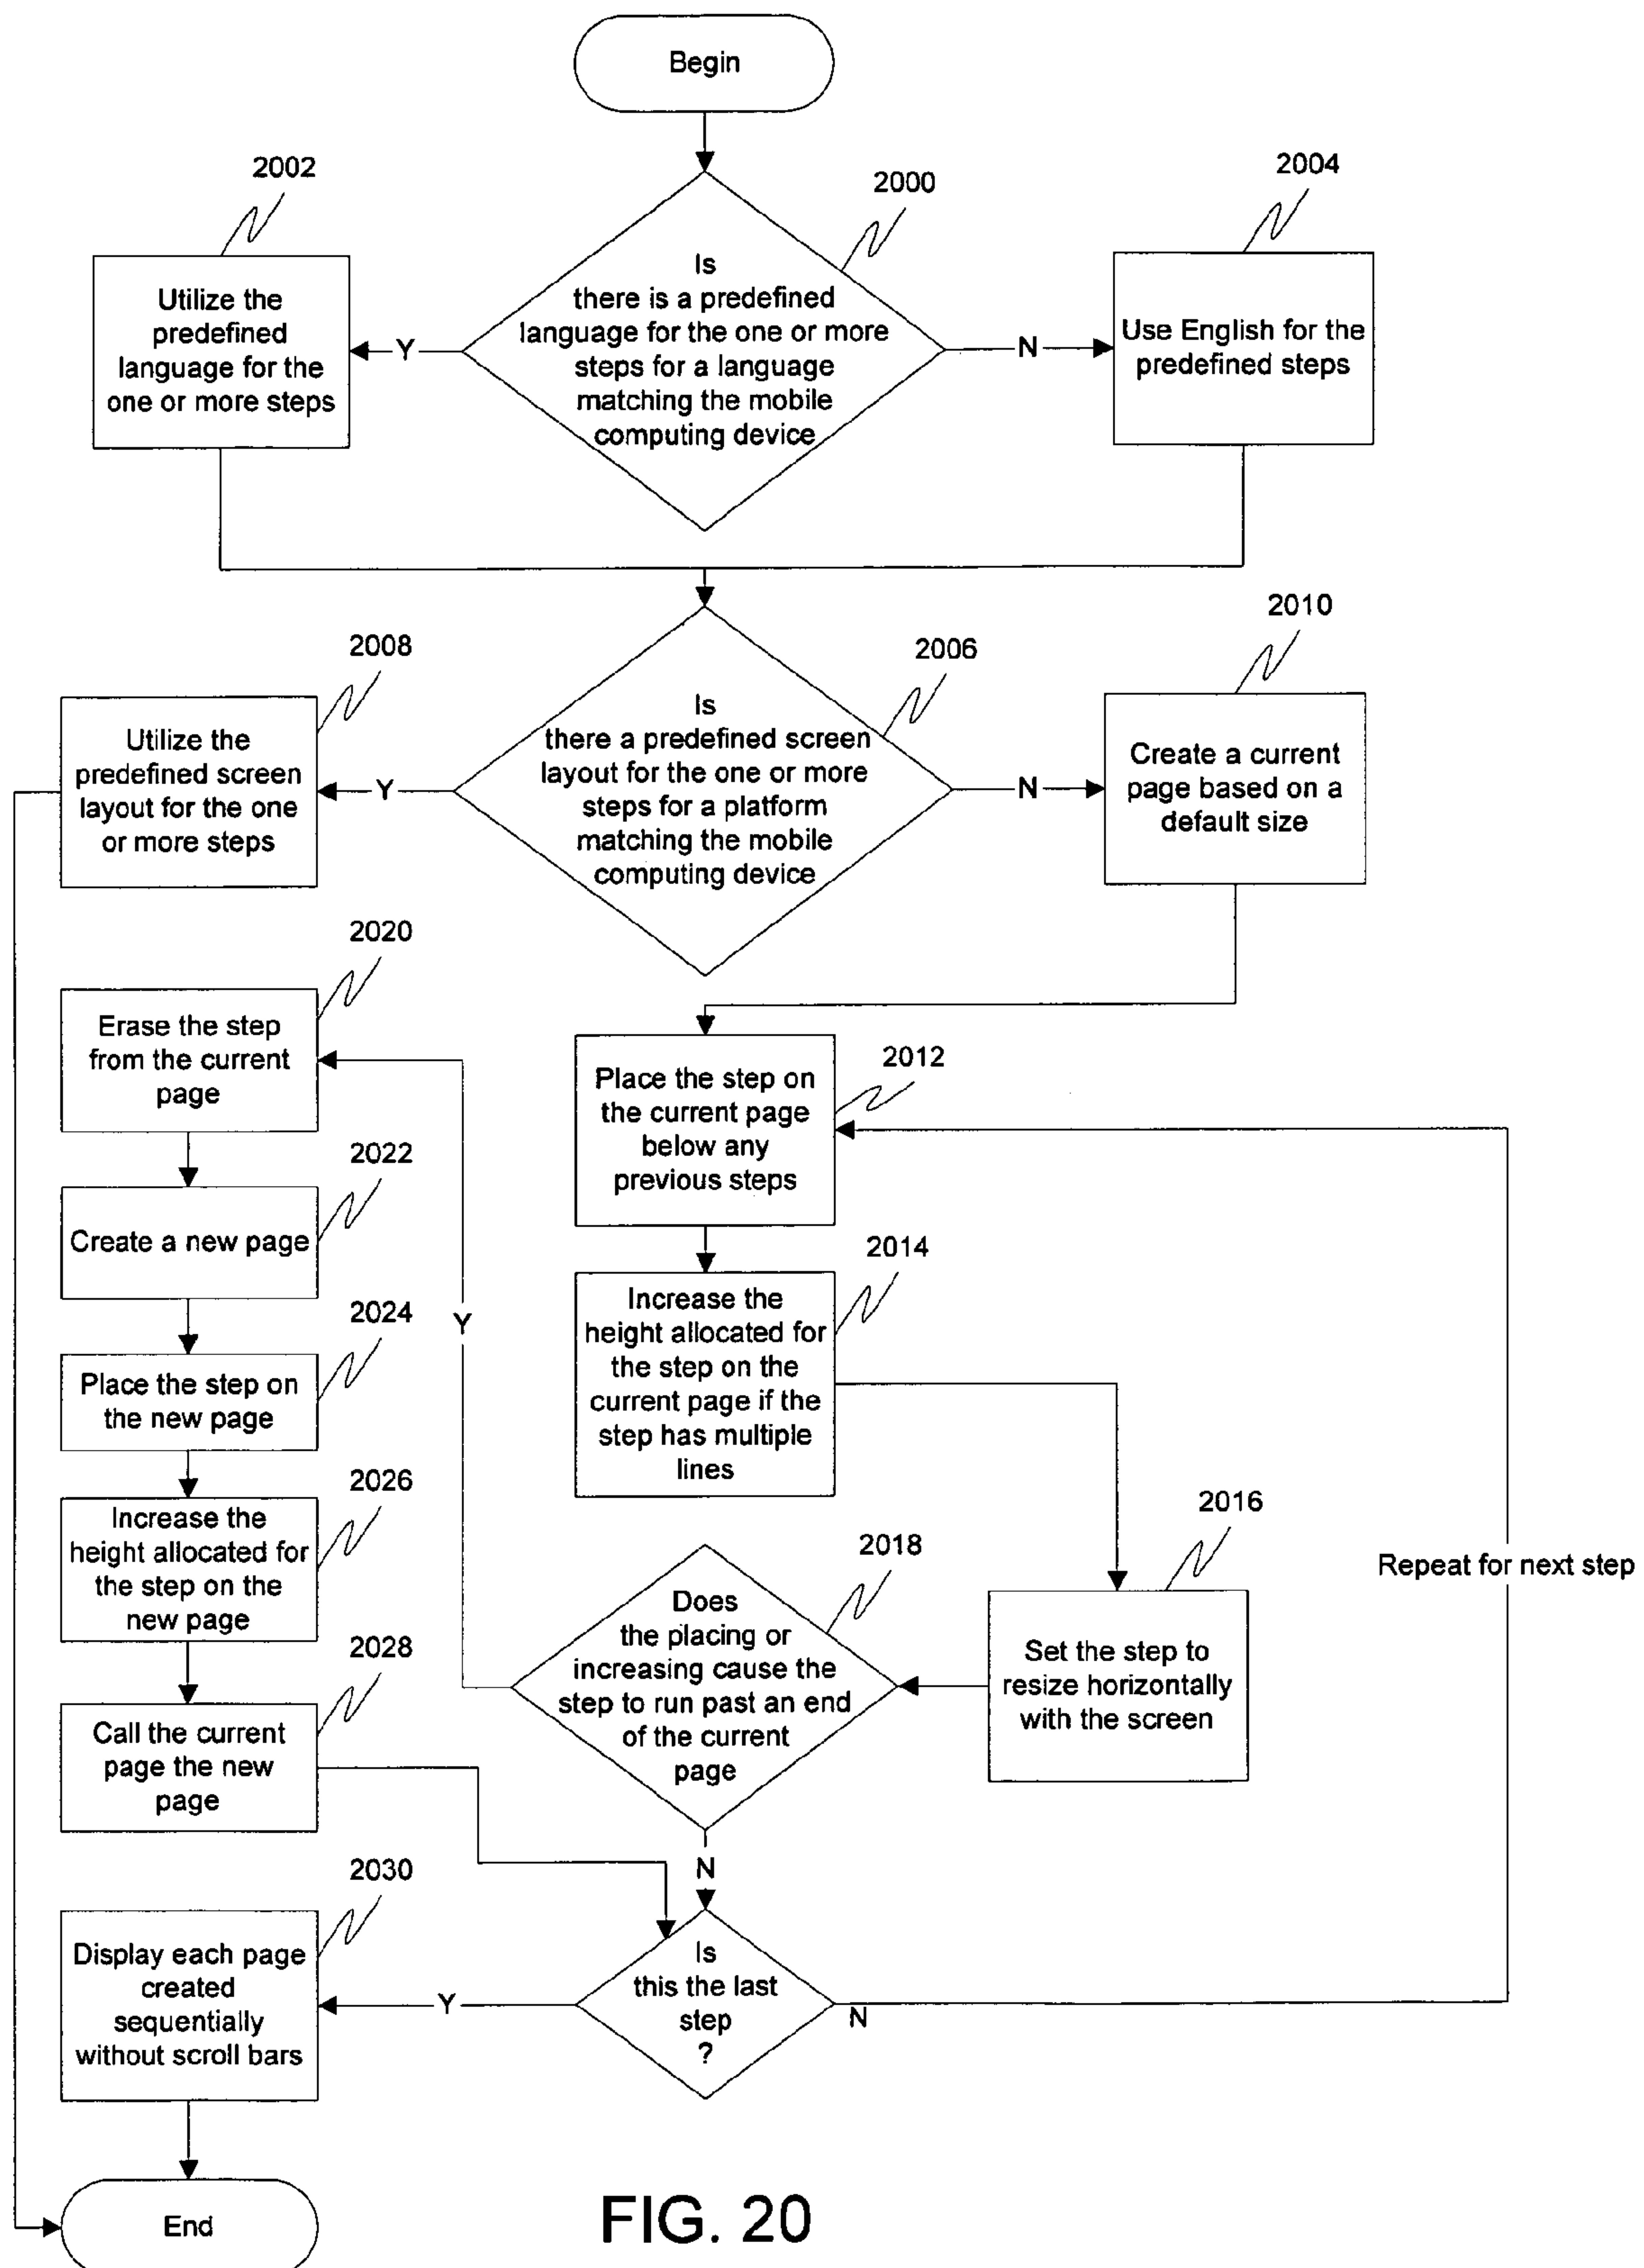 Begin
2002
2000
2004
Utilize the
predefined
language for the
one or more steps
Y
Is
there is a predefined
language for the one or more
steps for a language
matching the mobile
computing device
N
Use English for the
predefined steps
2008
2006
2010
Utilize the
predefined screen
layout for the one
or more steps
Y
Is
there a predefined screen
layout for the one or more
steps for a platform
matching the mobile
computing device
N
Create a current
page based on a
default size
2020
Erase the step
from the current
page
2012
Place the step on
the current page
below any
previous steps
2022
Create a new page
2014
Increase the
height allocated for
the step on the
current page if the
step has multiple
lines
Y
2024
Place the step on
the new page
2026
Increase the
height allocated for
the step on the
new page
2016
Set the step to
resize horizontally
with the screen
Repeat for next step
2018
Does
the placing or
increasing cause the
step to run past an end
of the current
page
2028
Call the current
page the new
page
N
2030
Display each page
created
sequentially
without scroll bars
Y
Is
this the last
step
?
N
End
FIG. 20